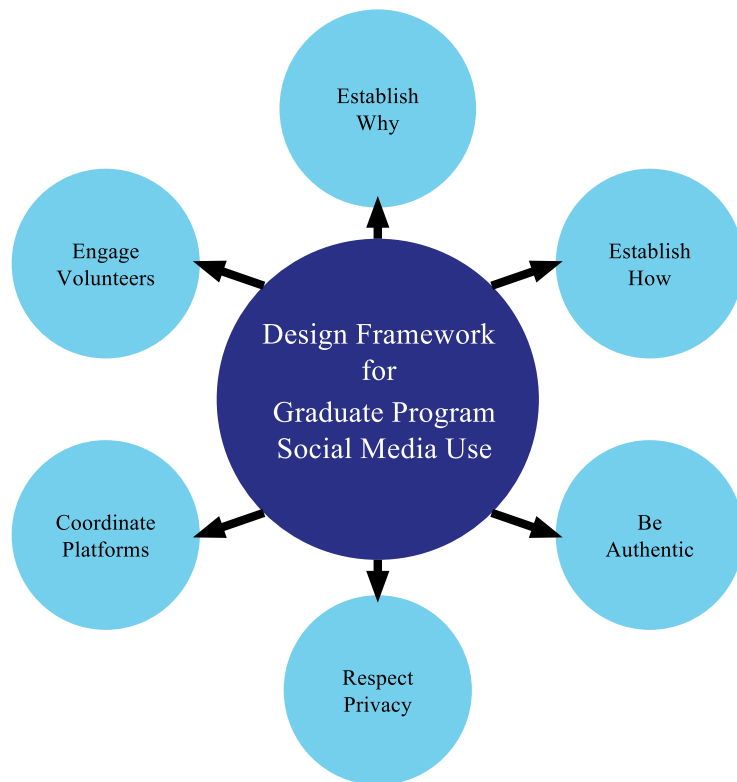 Establish
Why
Engage
Volunteers
Establish
How
Design Framework
for
Graduate Program
Social Media Use
Coordinate
Platforms
Be
Authentic
Respect
Privacy